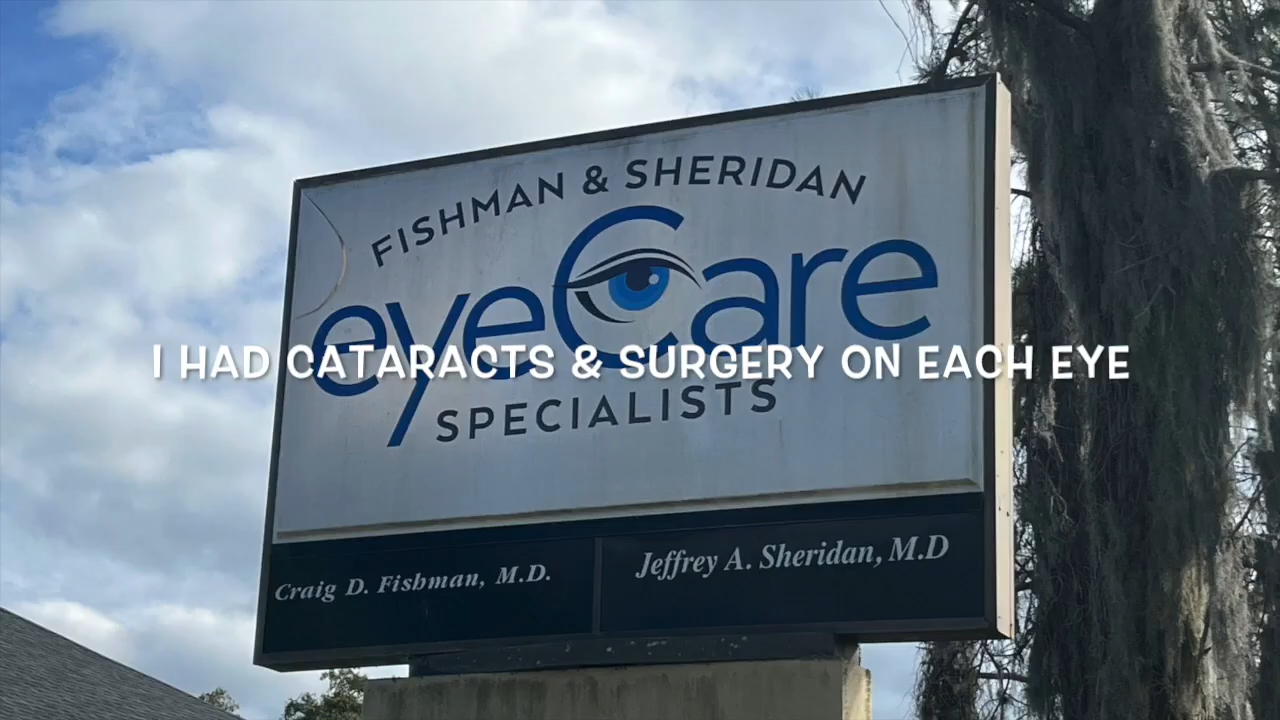 FISHMAN & SHERIDAN
eyeCare
I HAD CATARACTS & SURGERY ON EACH EYE
SPECIALISTS
Craig D. Fishman, M.D.
Jeffrey A. Sheridan, M.D